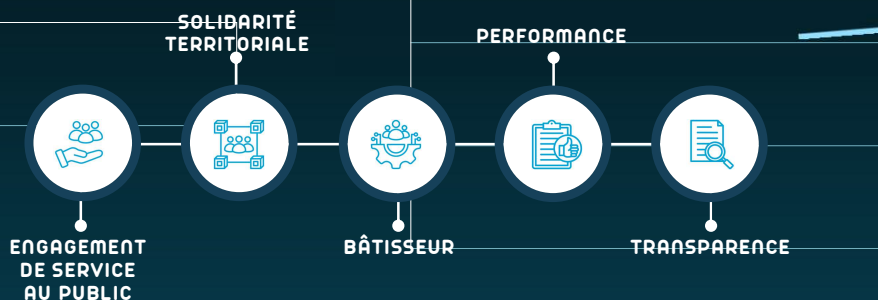 SOLIDARITÉ
TERRITORIALE
PERFORMANCE
ENGAGEMENT
DE SERVICE
AU PUBLIC
BÂTISSEUR
TRANSPARENCE